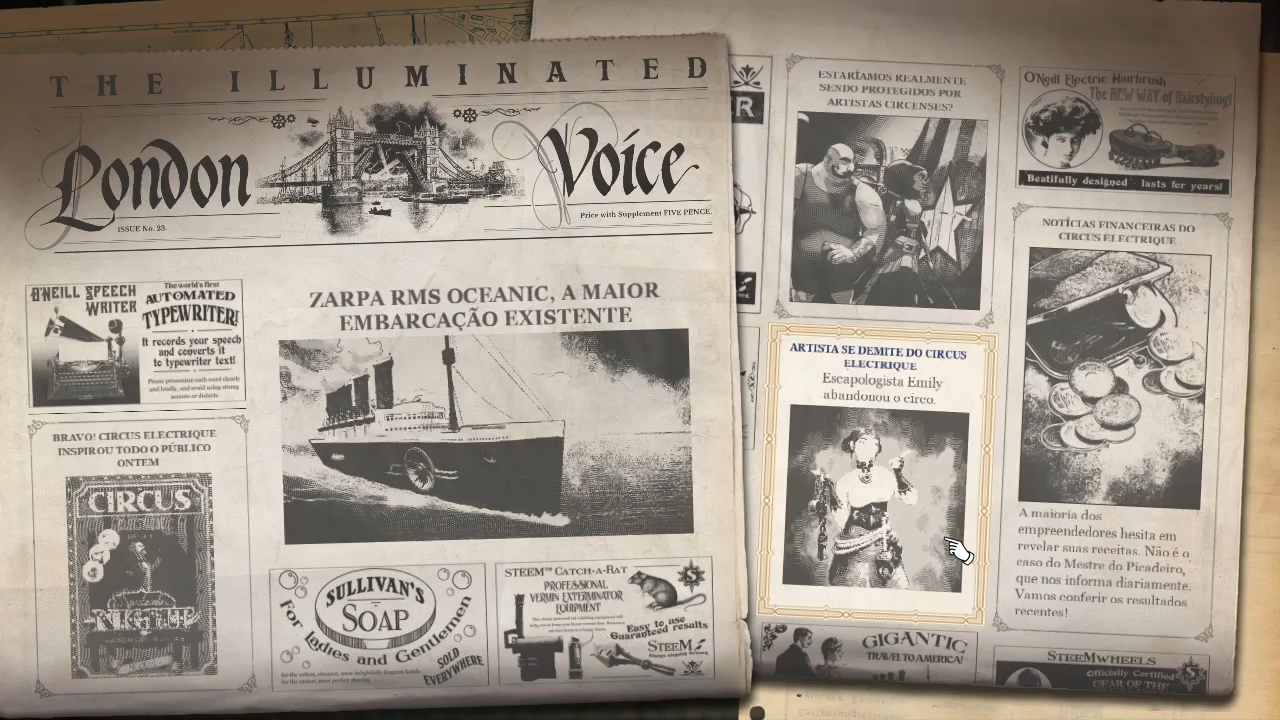 THE ILLUMINATED
London Voice
ISSUE No. 23.
Price with Supplement FIVE PENCE.
O'NEILL SPEECH
WRITER
The world's first
AUTOMATED
TYPEWRITER!
It records your speech
and converts it
to typewriter text!
Please pronounce each word clearly
and loudly, and avoid using strong
accents or dialects
BRAVO! CIRCUS ELECTRIQUE
INSPIROU TODO O PÚBLICO
ONTEM
CIRCUS
ZARPA RMS OCEANIC, A MAIOR
EMBARCAÇÃO EXISTENTE
SULLIVAN'S
SOAP
For Ladies and Gentlemen
SOLD
EVERYWHERE
STEEM™ CATCH-A-RAT
PROFESSIONAL
VERMIN EXTERMINATOR
EQUIPMENT
Easy to use
Guaranteed results
STEEM
ESTARÍAMOS REALMENTE
SENDO PROTEGIDOS POR
ARTISTAS CIRCENSES?
ARTISTA SE DEMITE DO CIRCUS
ELECTRIQUE
Escapologista Emily
abandonou o circo.
GIGANTIC
TRAVEL TO AMERICA!
O'Neill Electric Hairbrush
The NEW WAY of Hairstyling!
Beatifully designed - lasts for years!
NOTÍCIAS FINANCEIRAS DO
CIRCUS ELECTRIQUE
A maioria dos
empreendedores hesita em
revelar suas receitas. Não é o
caso do Mestre do Picadeiro,
que nos informa diariamente.
Vamos conferir os resultados
recentes!
STEEMWHEELS
Officially Certified
GEAR OF THE